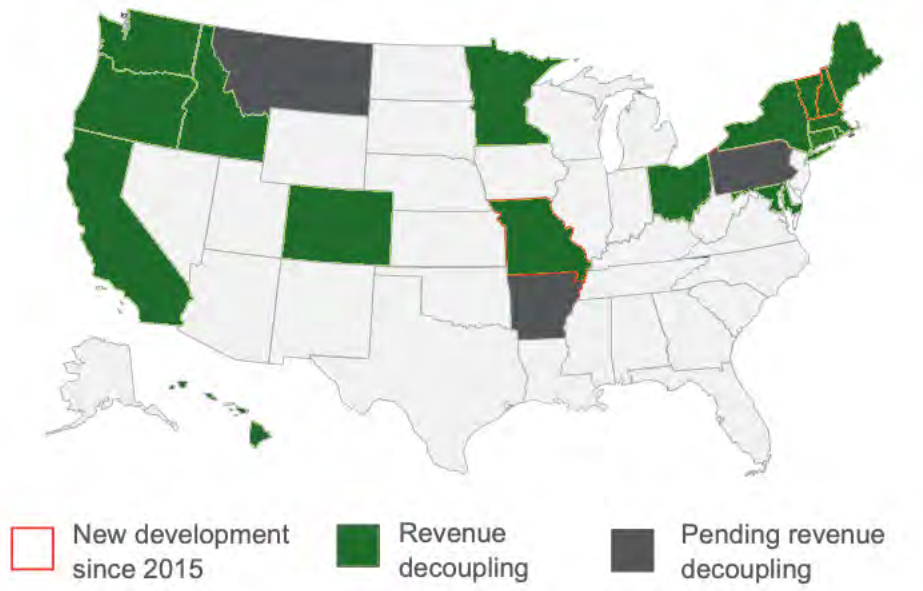 New development
since 2015
Revenue
decoupling
Pending revenue
decoupling